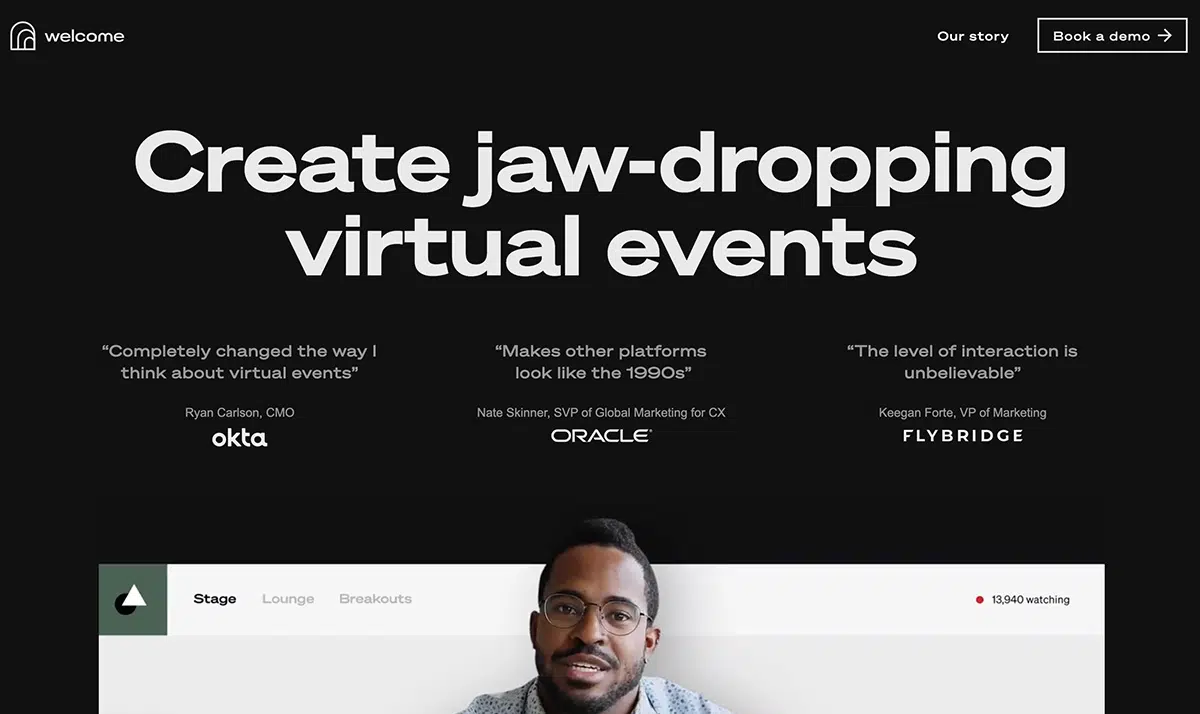 welcome
Our story
Book a demo →
Create jaw-dropping
virtual events
“Completely changed the way I
think about virtual events”
Ryan Carlson, CMO
okta
“Makes other platforms
look like the 1990s”
Nate Skinner, SVP of Global Marketing for CX
ORACLE
“The level of interaction is
unbelievable”
Keegan Forte, VP of Marketing
FLYBRIDGE
Stage
Lounge
Breakouts
13,940 watching